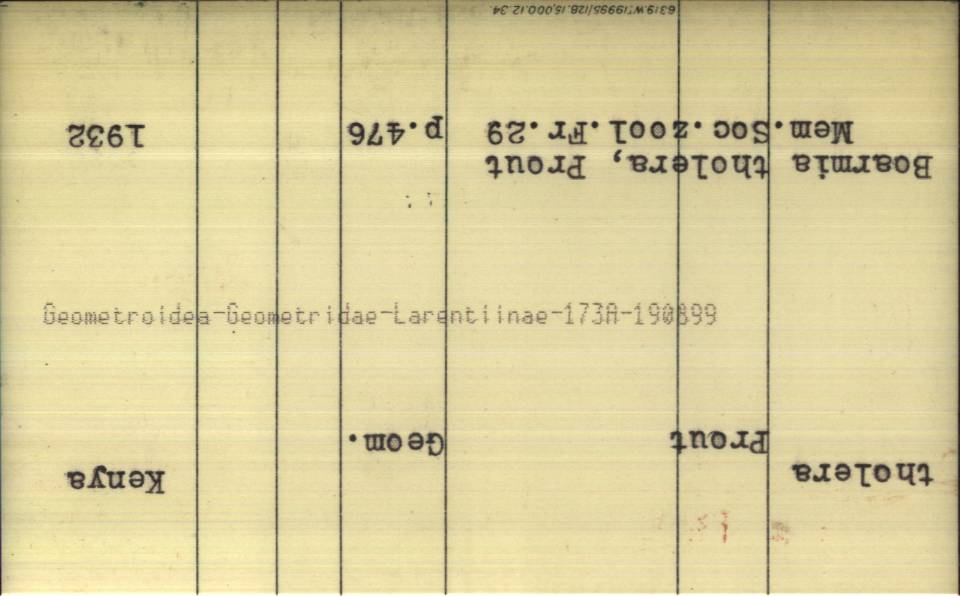 tholera Prout Geom. Kenya
Boarmia tholera, Prout
Mem.Soc.zool.Fr.29 p.476 1932
6319.Wt19995/128.15,000.12.34
Geometroidea-Geometridae-Larentiinae-173A-190899